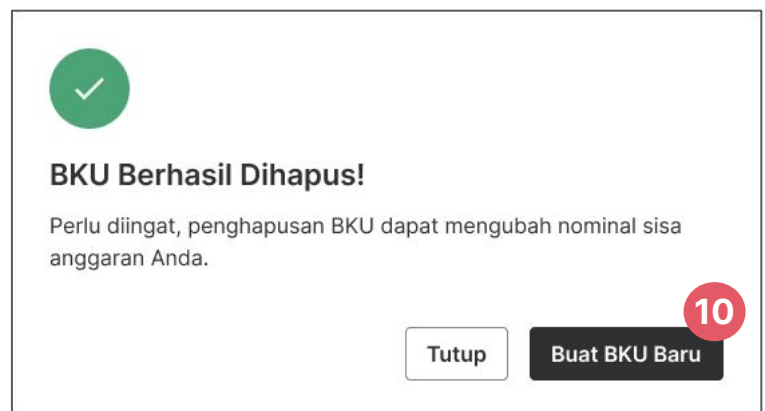 BKU Berhasil Dihapus!
Perlu diingat, penghapusan BKU dapat mengubah nominal sisa
anggaran Anda.
10
Tutup
Buat BKU Baru